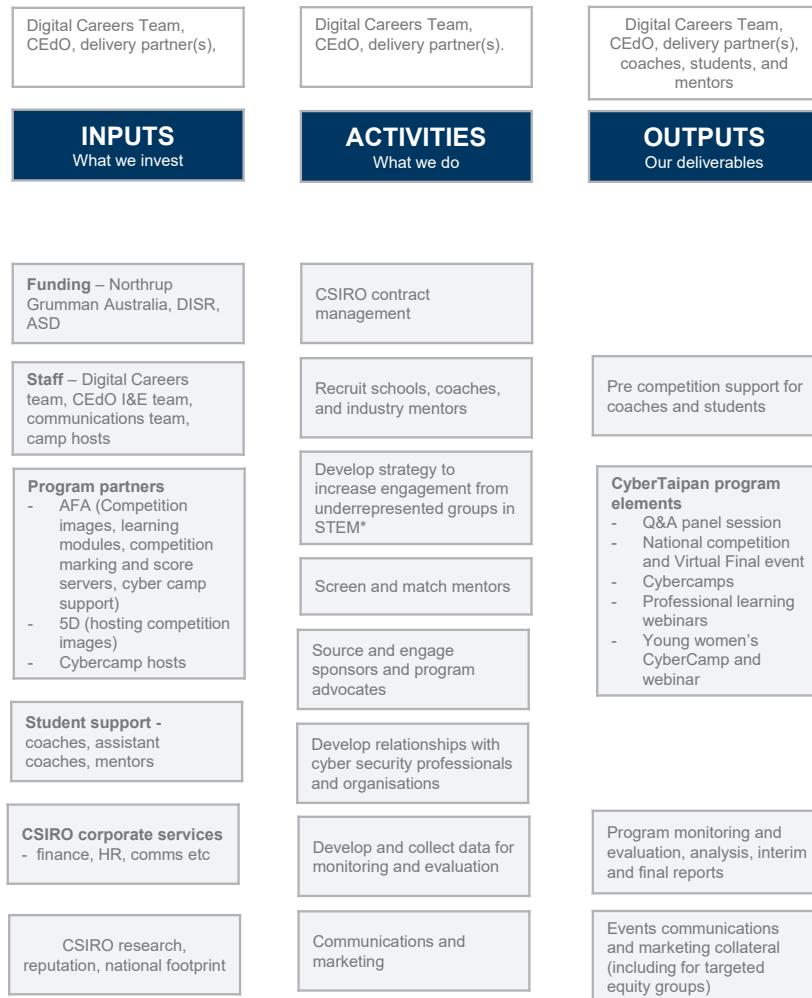 Digital Careers Team,
CEdO, delivery partner(s),
INPUTS
What we invest
Funding – Northrup
Grumman Australia, DISR,
ASD
Staff – Digital Careers
team, CEdO I&E team,
communications team,
camp hosts
Program partners
- AFA (Competition
images, learning
modules, competition
marking and score
servers, cyber camp
support)
- 5D (hosting competition
images)
- Cybercamp hosts
Student support -
coaches, assistant
coaches, mentors
CSIRO corporate services
- finance, HR, comms etc
CSIRO research,
reputation, national footprint
Digital Careers Team,
CEdO, delivery partner(s).
ACTIVITIES
What we do
CSIRO contract
management
Recruit schools, coaches,
and industry mentors
Develop strategy to
increase engagement from
underrepresented groups in
STEM*
Screen and match mentors
Source and engage
sponsors and program
advocates
Develop relationships with
cyber security professionals
and organisations
Develop and collect data for
monitoring and evaluation
Communications and
marketing
Digital Careers Team,
CEdO, delivery partner(s),
coaches, students, and
mentors
OUTPUTS
Our deliverables
Pre competition support for
coaches and students
CyberTaipan program
elements
- Q&A panel session
- National competition
and Virtual Final event
- Cybercamps
- Professional learning
webinars
- Young women's
CyberCamp and
webinar
Program monitoring and
evaluation, analysis, interim
and final reports
Events communications
and marketing collateral
(including for targeted
equity groups)